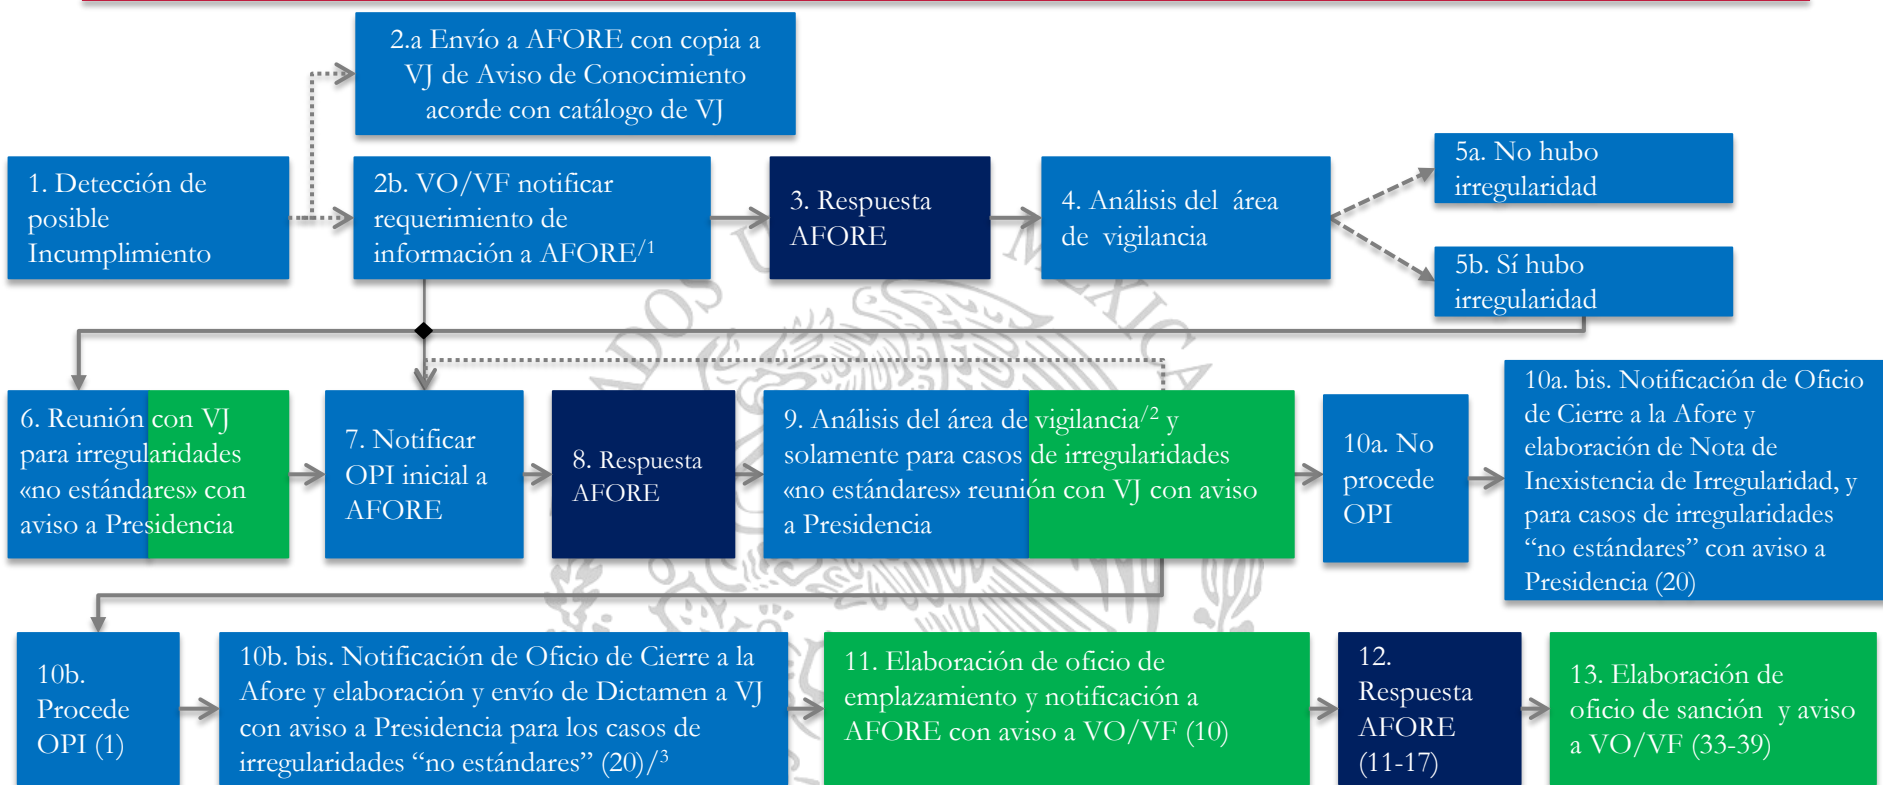 2.a Envío a AFORE con copia a
VJ de Aviso de Conocimiento
acorde con catálogo de VJ
1. Detección de
posible
Incumplimiento
2b. VO/VF notificar
requerimiento de
información a AFORE/1
3. Respuesta
AFORE
4. Análisis del área
de vigilancia
5a. No hubo
irregularidad
5b. Sí hubo
irregularidad
6. Reunión con VJ
para irregularidades
«no estándares» con
aviso a Presidencia
7. Notificar
OPI inicial a
AFORE
8. Respuesta
AFORE
9. Análisis del área de vigilancia/2 y
solamente para casos de irregularidades
«no estándares» reunión con VJ con aviso
a Presidencia
10a. No
procede
OPI
10a. bis. Notificación de Oficio
de Cierre a la Afore y
elaboración de Nota de
Inexistencia de Irregularidad, y
para casos de irregularidades
“no estándares” con aviso a
Presidencia (20)
10b.
Procede
OPI (1)
10b. bis. Notificación de Oficio de Cierre a la
Afore y elaboración y envío de Dictamen a VJ
con aviso a Presidencia para los casos de
irregularidades “no estándares” (20)/3
11. Elaboración de oficio de
emplazamiento y notificación a
AFORE con aviso a VO/VF (10)
12.
Respuesta
AFORE
(11-17)
13. Elaboración de
oficio de sanción y aviso
a VO/VF (33-39)